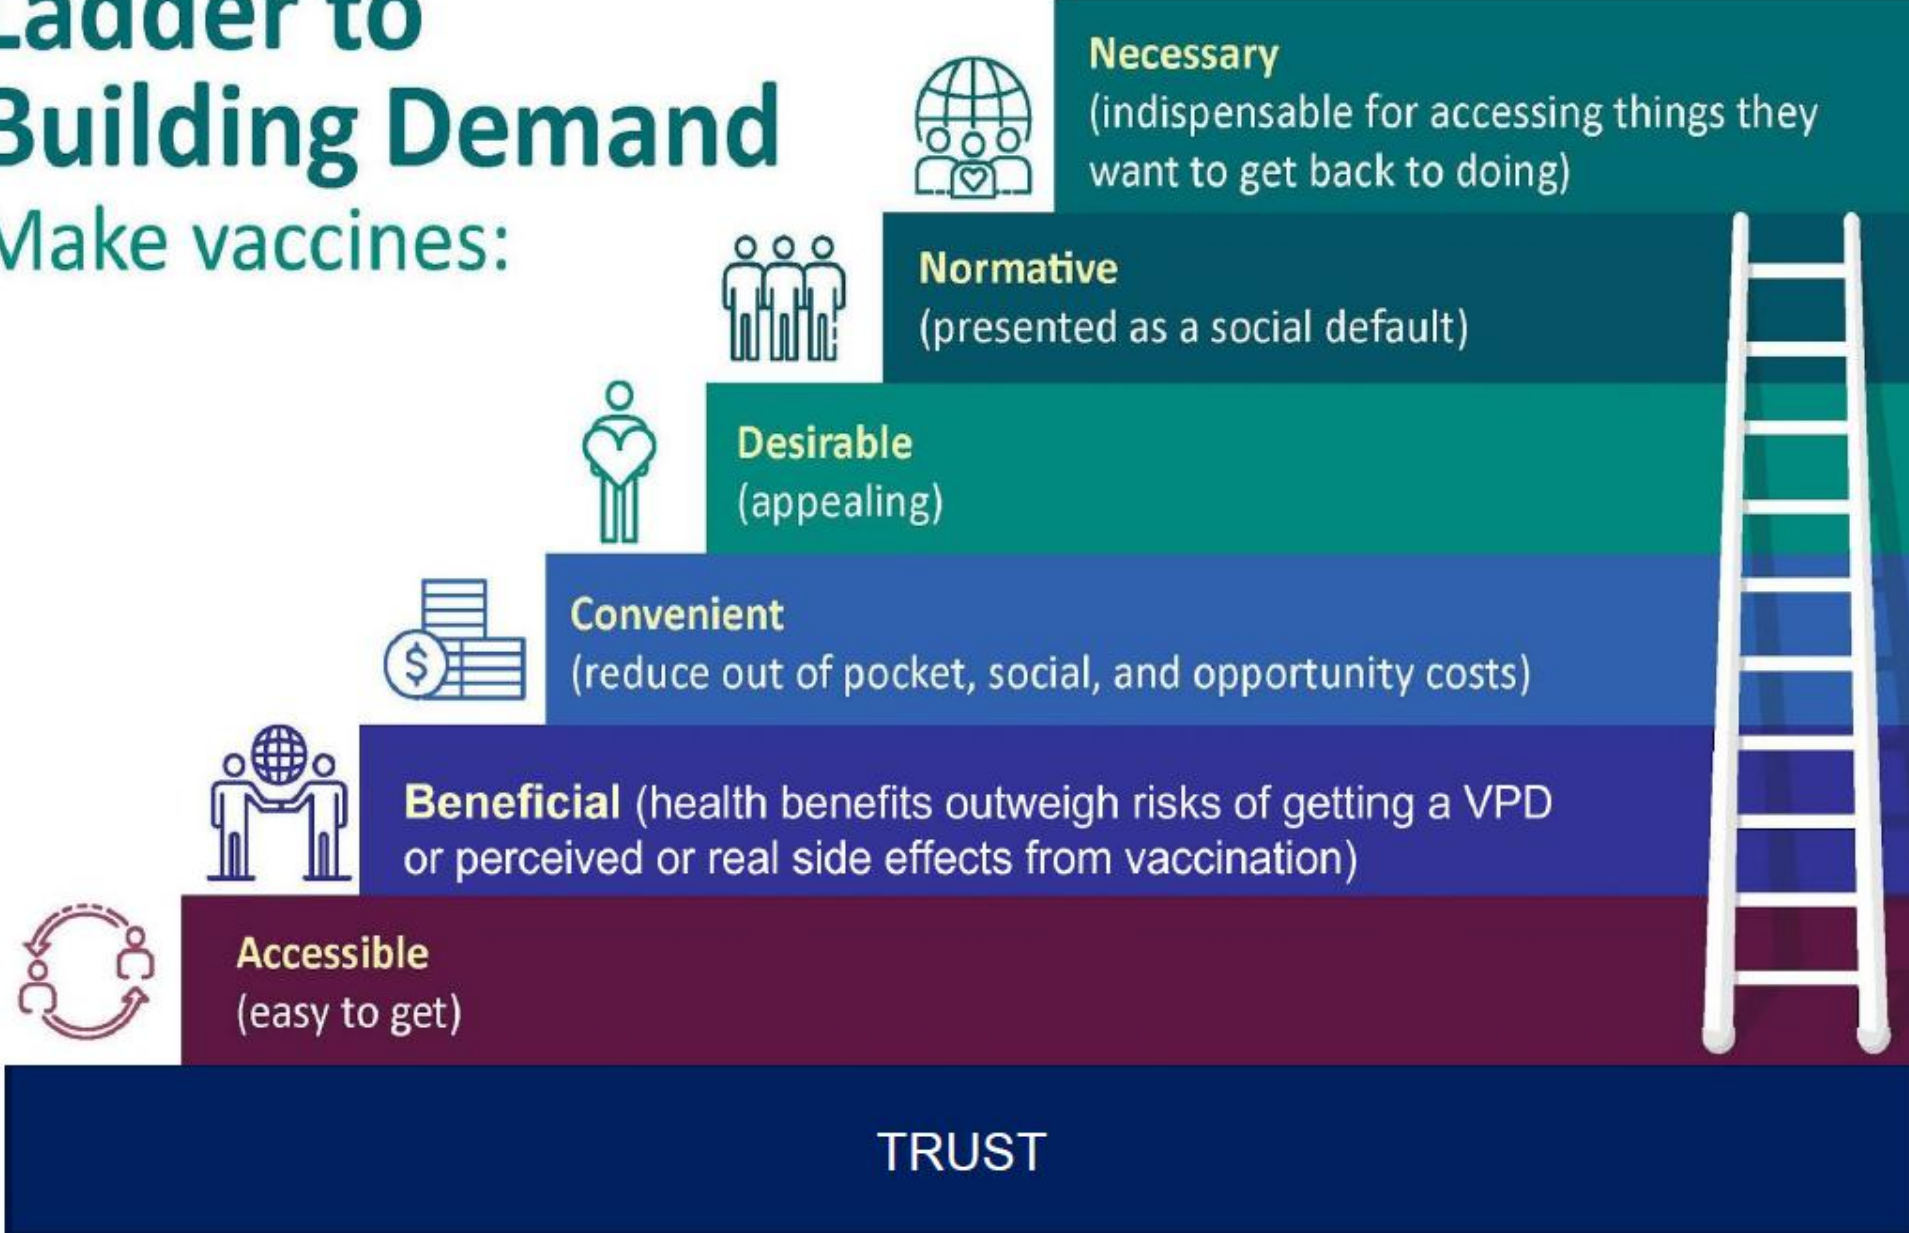 Ladder to
Building Demand
Make vaccines:
Necessary
(indispensable for accessing things they
want to get back to doing)
Normative
(presented as a social default)
Desirable
(appealing)
Convenient
(reduce out of pocket, social, and opportunity costs)
$
Beneficial (health benefits outweigh risks of getting a VPD
or perceived or real side effects from vaccination)
Accessible
(easy to get)
TRUST